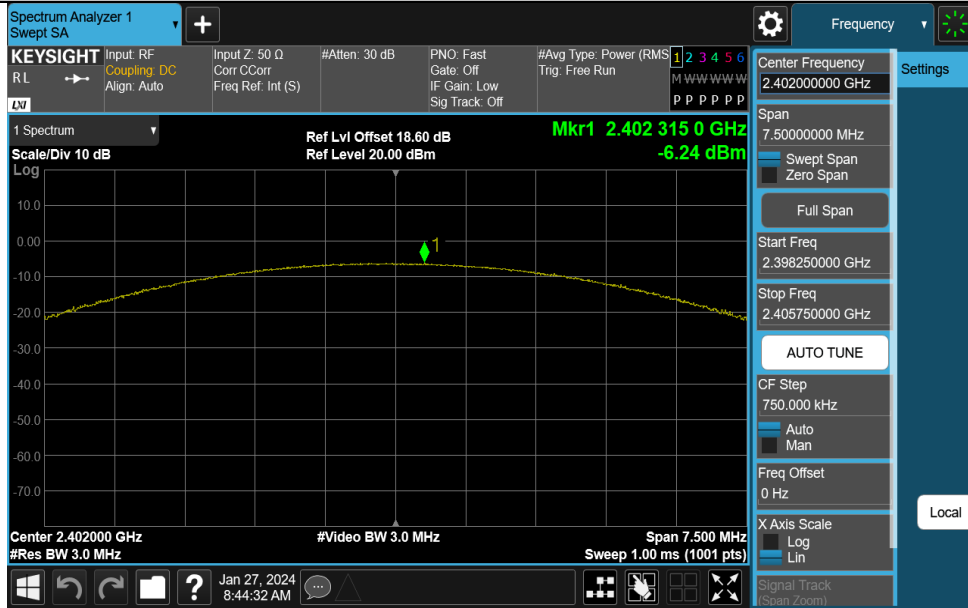 Spectrum Analyzer 1
Swept SA
+
Frequency
KEYSIGHT
R L
LXI
Input: RF
Coupling: DC
Align: Auto
Input Z: 50 Ω
Corr CCorr
Freq Ref: Int (S)
#Atten: 30 dB
PNO: Fast
Gate: Off
IF Gain: Low
Sig Track: Off
#Avg Type: Power (RMS
Trig: Free Run
1 2 3 4 5 6
M W W W W W
P P P P P P
1 Spectrum
Scale/Div 10 dB
Log
Ref Lvl Offset 18.60 dB
Ref Level 20.00 dBm
Mkr1 2.402 315 0 GHz
-6.24 dBm
10.0
0.00
-10.0
-20.0
-30.0
-40.0
-50.0
-60.0
-70.0
1
Center 2.402000 GHz
#Res BW 3.0 MHz
#Video BW 3.0 MHz
Span 7.500 MHz
Sweep 1.00 ms (1001 pts)
Center Frequency
2.402000000 GHz
Settings
Span
7.50000000 MHz
Swept Span
Zero Span
Full Span
Start Freq
2.398250000 GHz
Stop Freq
2.405750000 GHz
AUTO TUNE
CF Step
750.000 kHz
Auto
Man
Freq Offset
0 Hz
Local
X Axis Scale
Log
Lin
Signal Track
(Span Zoom)
?
Jan 27, 2024
8:44:32 AM